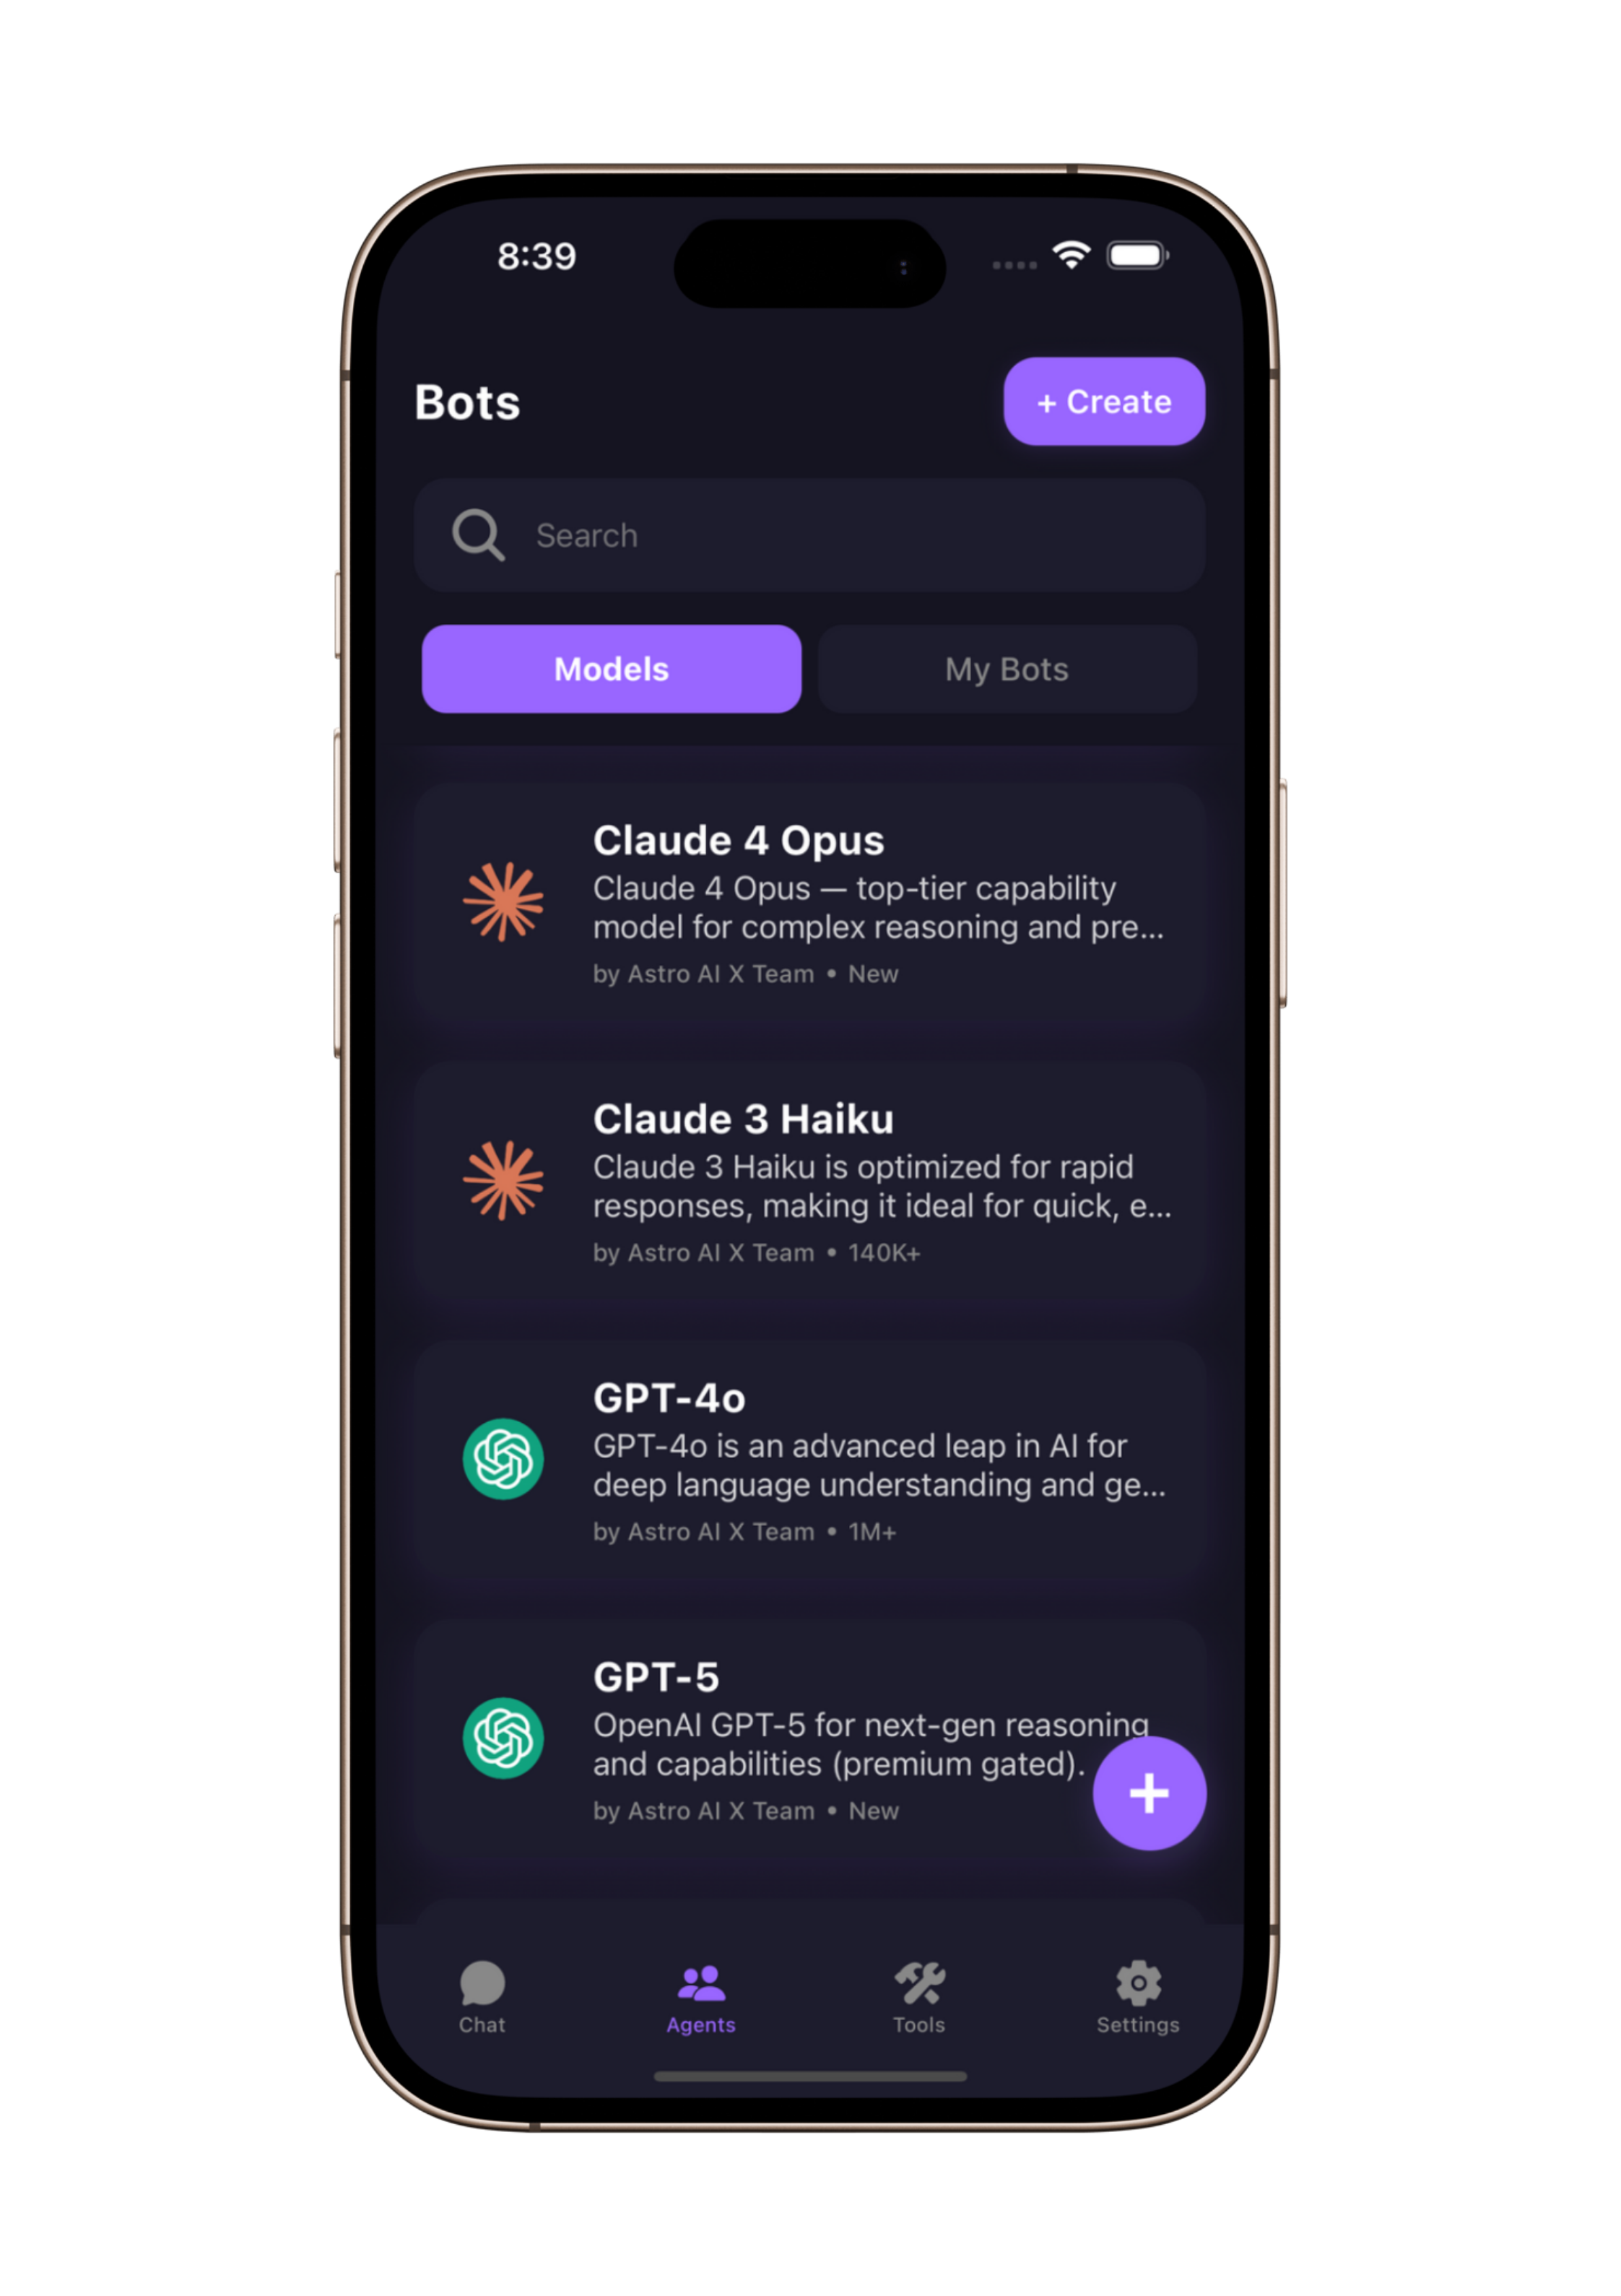 8:39
Bots
+ Create
Search
Models
My Bots
Claude 4 Opus
Claude 4 Opus — top-tier capability
model for complex reasoning and pre...
by Astro AI X Team • New
Claude 3 Haiku
Claude 3 Haiku is optimized for rapid
responses, making it ideal for quick, e...
by Astro AI X Team • 140K+
GPT-4o
GPT-4o is an advanced leap in AI for
deep language understanding and ge...
by Astro AI X Team • 1M+
GPT-5
OpenAI GPT-5 for next-gen reasoning
and capabilities (premium gated).
by Astro AI X Team • New
+
Chat
Agents
Tools
Settings